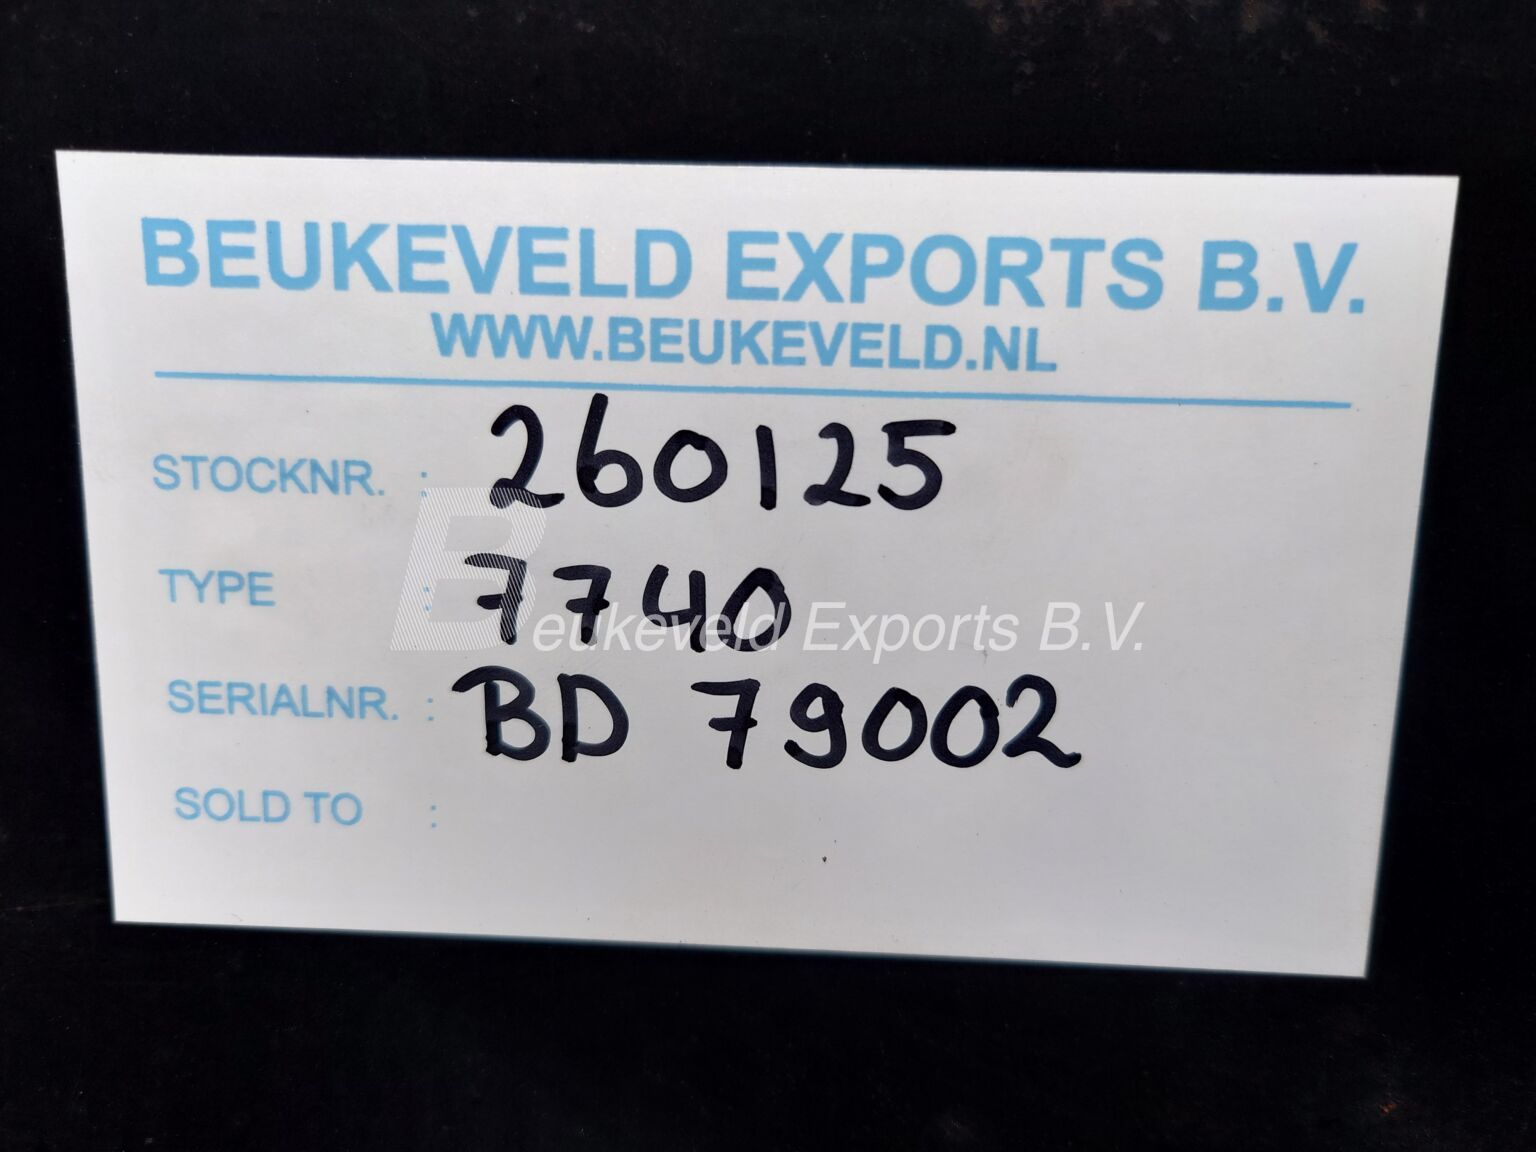 BEUKEVELD EXPORTS B.V.
WWW.BEUKEVELD.NL
STOCKNR. : 260125
TYPE : 7740
Beukeveld Exports B.V.
SERIALNR. : BD 79002
SOLD TO :